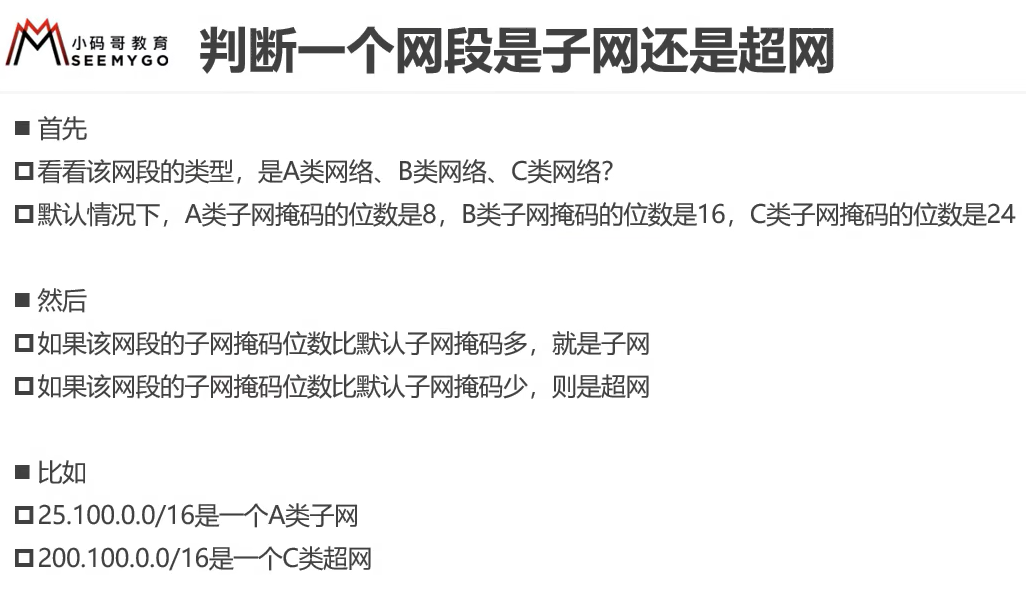 小码哥教育
SEEMYGO
判断一个网段是子网还是超网
首先
看看该网段的类型，是A类网络、B类网络、C类网络？
默认情况下，A类子网掩码的位数是8，B类子网掩码的位数是16，C类子网掩码的位数是24
然后
如果该网段的子网掩码位数比默认子网掩码多，就是子网
如果该网段的子网掩码位数比默认子网掩码少，则是超网
比如
25.100.0.0/16是一个A类子网
200.100.0.0/16是一个C类超网